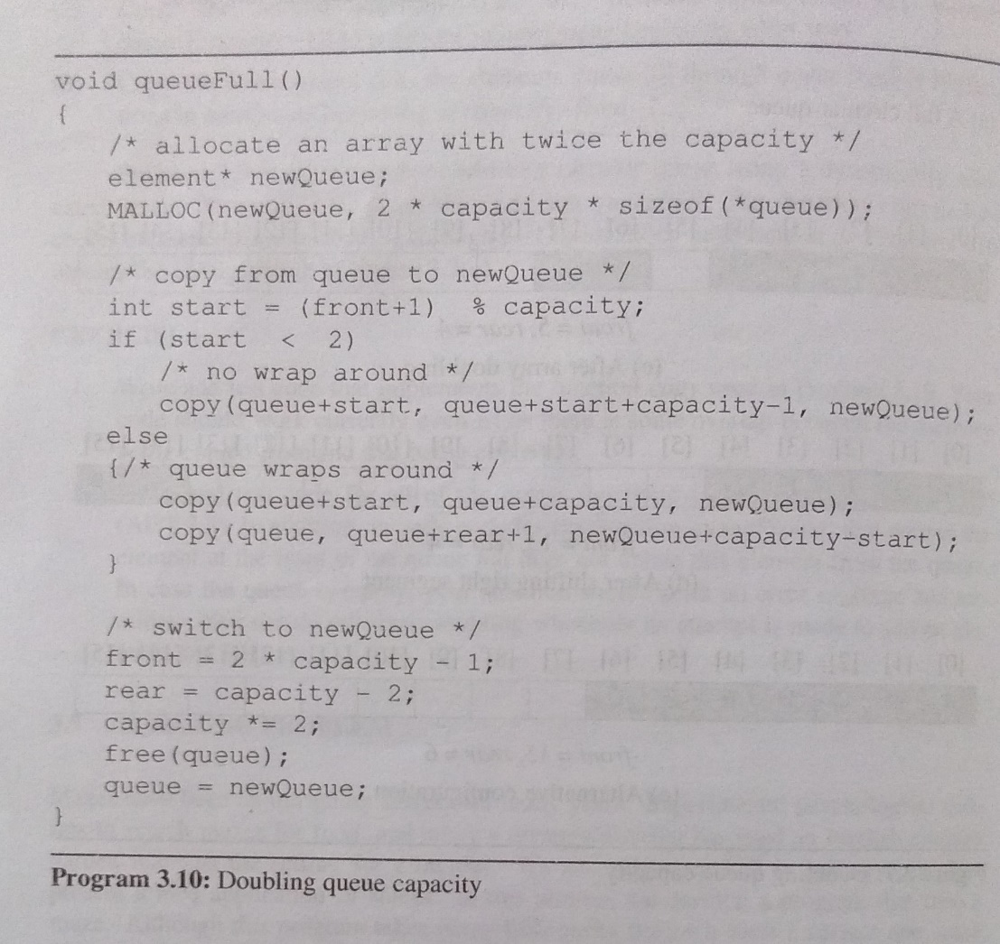 void queueFull()
{
/* allocate an array with twice the capacity */
element* newQueue;
MALLOC(newQueue, 2 * capacity * sizeof(*queue));
/* copy from queue to newQueue */
int start = (front+1) % capacity;
if (start < 2)
/* no wrap around */
copy(queue+start, queue+start+capacity-1, newQueue);
else
{/* queue wraps around */
copy(queue+start, queue+capacity, newQueue);
copy(queue, queue+rear+1, newQueue+capacity-start);
}
/* switch to newQueue */
front = 2 * capacity - 1;
rear = capacity - 2;
capacity *= 2;
free(queue);
queue = newQueue;
}
Program 3.10: Doubling queue capacity